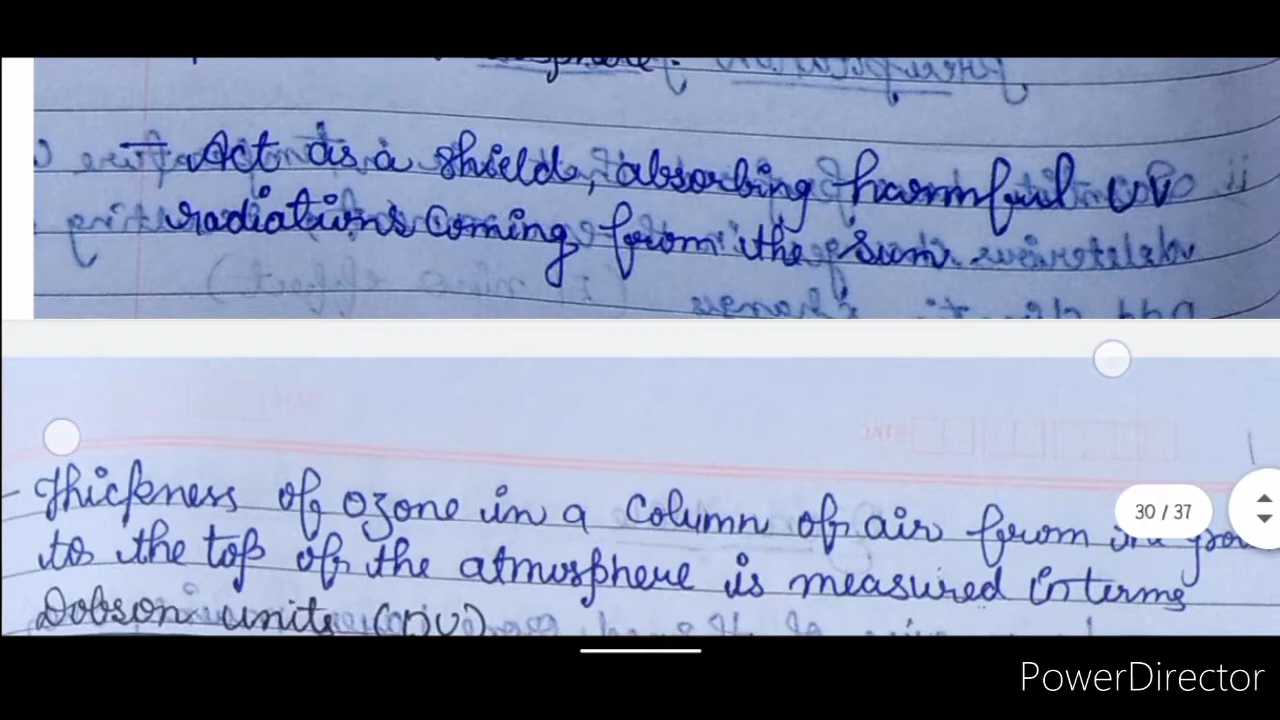 - Act as a shield, absorbing harmful UV
radiations coming from the sun
- Thickness of ozone in a column of air from
30 / 37
to the top of the atmosphere is measured in terms
Dobson units (DU)
PowerDirector